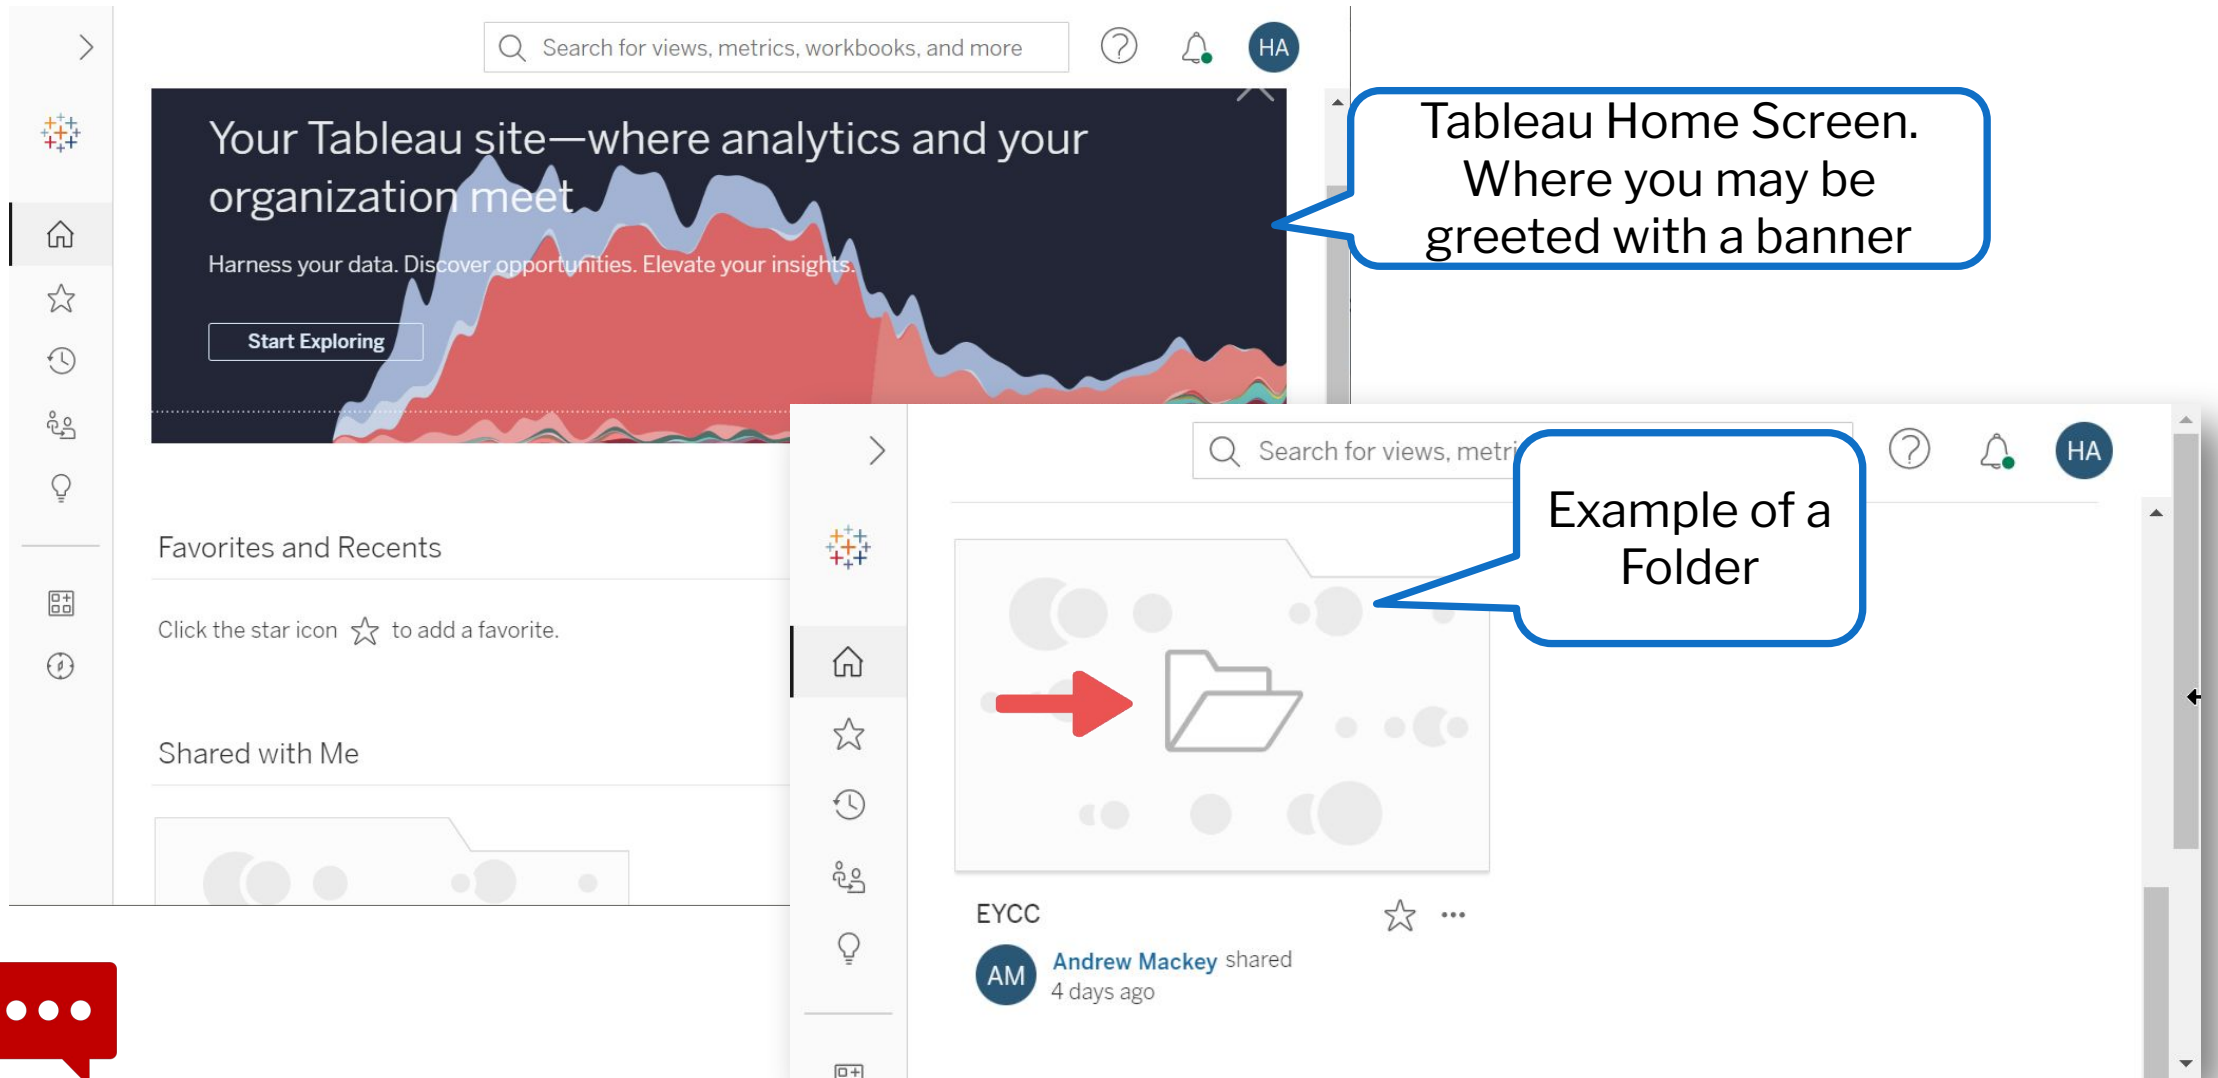 Search for views, metrics, workbooks, and more
HA
Your Tableau site—where analytics and your
organization meet
Harness your data. Discover opportunities. Elevate your insights.
Start Exploring
Tableau Home Screen.
Where you may be
greeted with a banner
Favorites and Recents
Click the star icon to add a favorite.
Shared with Me
Search for views, metri
HA
Example of a
Folder
EYCC
AM
Andrew Mackey shared
4 days ago